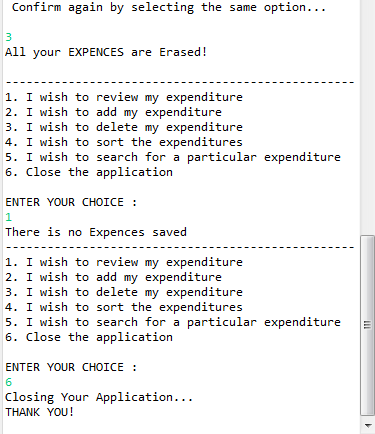 Confirm again by selecting the same option...
3
All your EXPENCES are Erased!
--------------------------------------------------
1. I wish to review my expenditure
2. I wish to add my expenditure
3. I wish to delete my expenditure
4. I wish to sort the expenditures
5. I wish to search for a particular expenditure
6. Close the application
ENTER YOUR CHOICE :
1
There is no Expences saved
--------------------------------------------------
1. I wish to review my expenditure
2. I wish to add my expenditure
3. I wish to delete my expenditure
4. I wish to sort the expenditures
5. I wish to search for a particular expenditure
6. Close the application
ENTER YOUR CHOICE :
6
Closing Your Application...
THANK YOU!